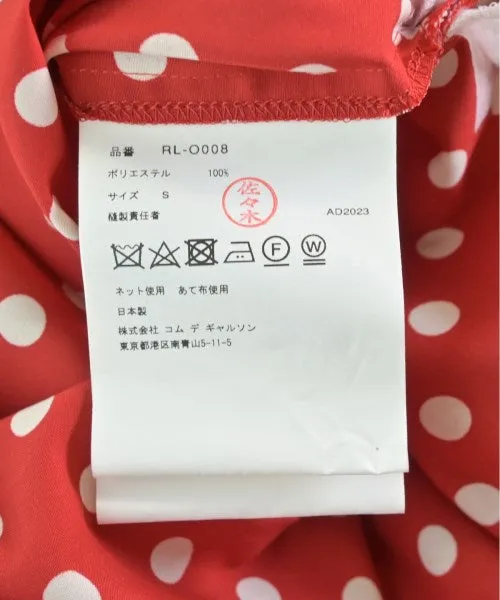 品番 RL-O008
ポリエステル 100%
サイズ S
縫製責任者
佐々木
AD2023
F W
ネット使用 あて布使用
日本製
株式会社 コム デ ギャルソン
東京都港区南青山5-11-5